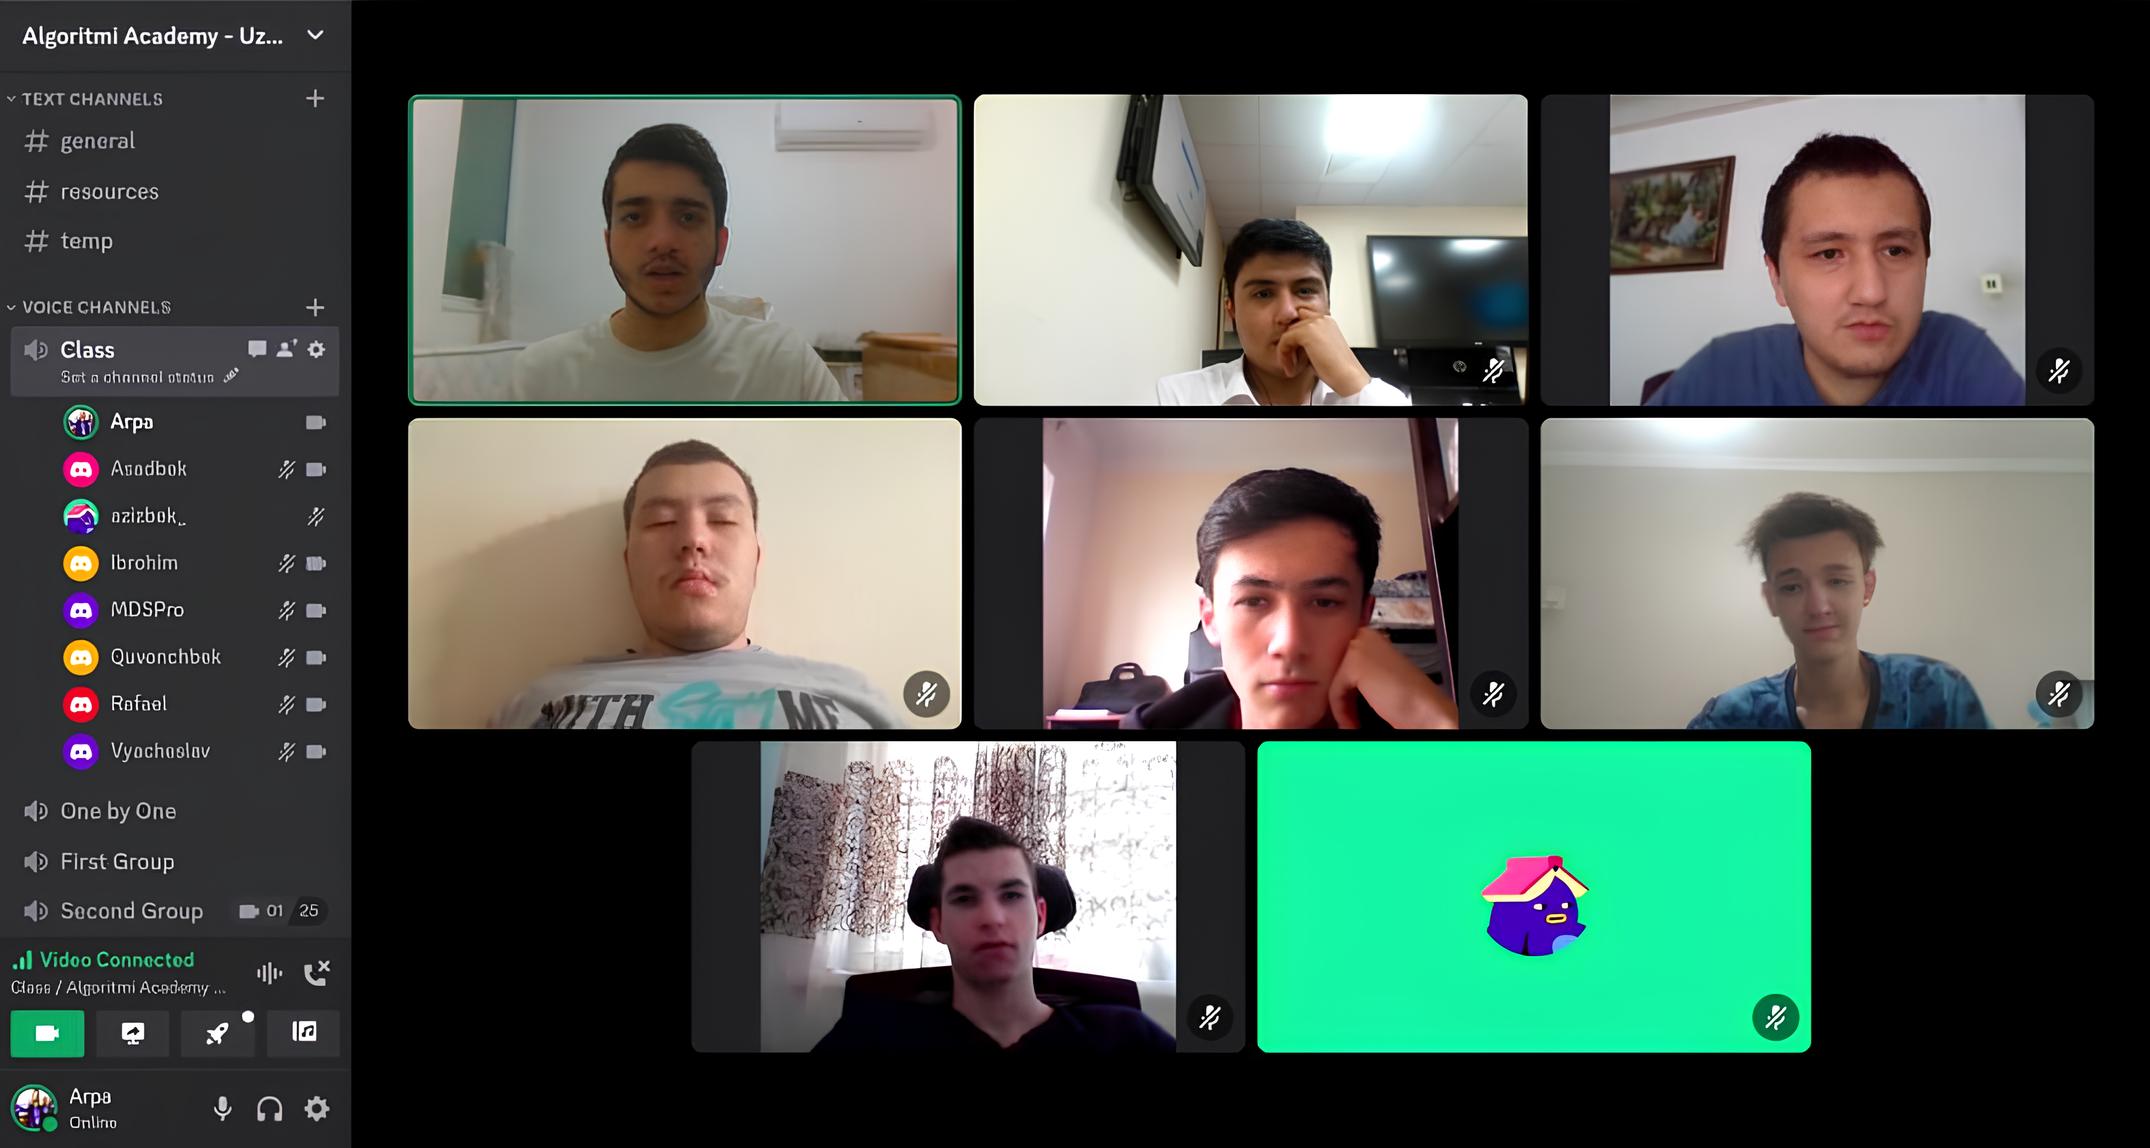 Algoritmi Academy - Uz...
TEXT CHANNELS
general
resources
temp
VOICE CHANNELS
Class
Set a channel status
Arpa
Asadbek
azizbek_
Ibrohim
MDSPro
Quvonchbek
Rafael
Vyacheslav
One by One
First Group
Second Group 01 25
Video Connected
Class / Algoritmi Academy ...
Arpa
Online
WITH ME